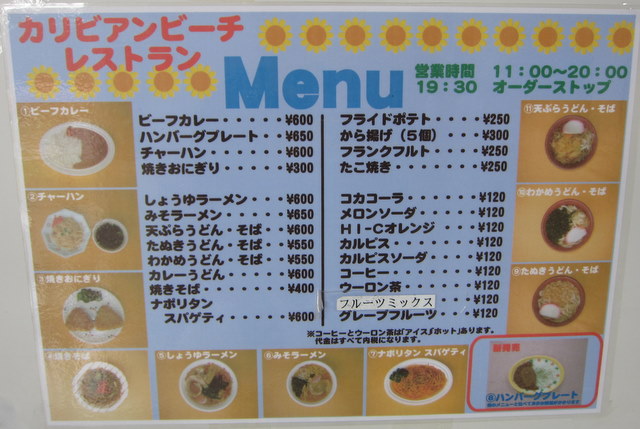 カリビアンビーチ
レストラン
Menu
営業時間 11：00～20：00
19：30 オーダーストップ
①ビーフカレー
②チャーハン
③焼きおにぎり
④焼きそば
ビーフカレー・・・・・¥600
ハンバーグプレート・・¥650
チャーハン・・・・・・¥600
焼きおにぎり・・・・・¥300
しょうゆラーメン・・・¥600
みそラーメン・・・・・¥650
天ぷらうどん・そば・・¥600
たぬきうどん・そば・・¥550
わかめうどん・そば・・¥550
カレーうどん・・・・・¥600
焼きそば・・・・・・・¥400
ナポリタン
スパゲティ・・・・・¥600
フライドポテト・・・・¥250
から揚げ（5個）・・・¥300
フランクフルト・・・・¥250
たこ焼き・・・・・・・¥250
コカコーラ・・・・・・¥120
メロンソーダ・・・・・¥120
HI-Cオレンジ・・・・¥120
カルピス・・・・・・・¥120
カルピスソーダ・・・・¥120
コーヒー・・・・・・・¥120
ウーロン茶・・・・・・¥120
フルーツミックス・・・¥120
グレープフルーツ・・・¥120
※コーヒーとウーロン茶は「アイス・ホット」あります。
代金はすべて内税になります。
⑪天ぷらうどん・そば
⑩わかめうどん・そば
⑨たぬきうどん・そば
⑤しょうゆラーメン
⑥みそラーメン
⑦ナポリタン スパゲティ
新発売
⑧ハンバーグプレート